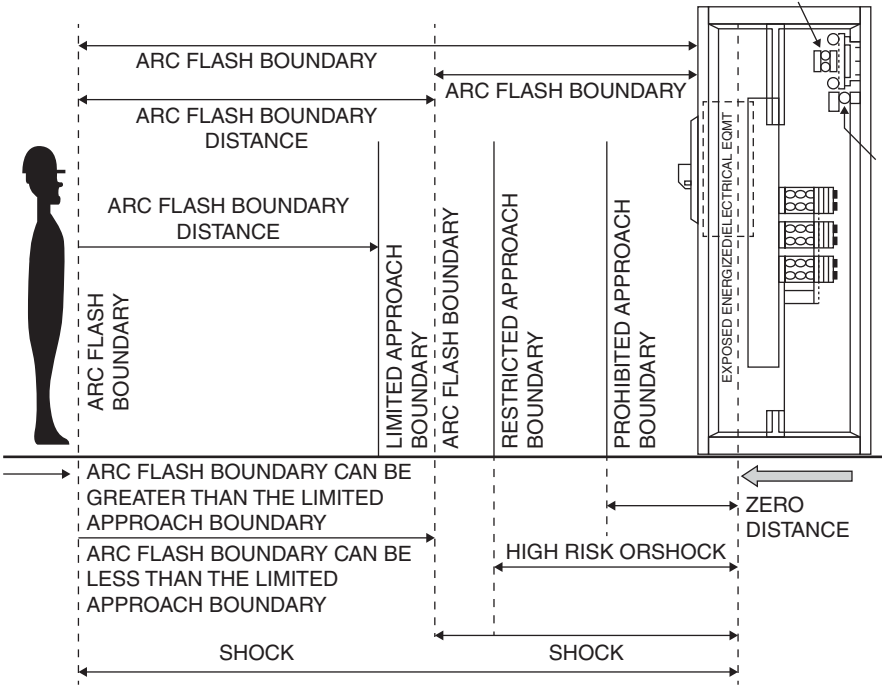 ARC FLASH BOUNDARY
ARC FLASH BOUNDARY
ARC FLASH BOUNDARY
DISTANCE
ARC FLASH BOUNDARY
DISTANCE
ARC FLASH
BOUNDARY
LIMITED APPROACH
BOUNDARY
ARC FLASH BOUNDARY
RESTRICTED APPROACH
BOUNDARY
PROHIBITED APPROACH
BOUNDARY
EXPOSED ENERGIZED ELECTRICAL EQMT
ARC FLASH BOUNDARY CAN BE
GREATER THAN THE LIMITED
APPROACH BOUNDARY
ZERO
DISTANCE
ARC FLASH BOUNDARY CAN BE
LESS THAN THE LIMITED
APPROACH BOUNDARY
HIGH RISK ORSHOCK
SHOCK
SHOCK